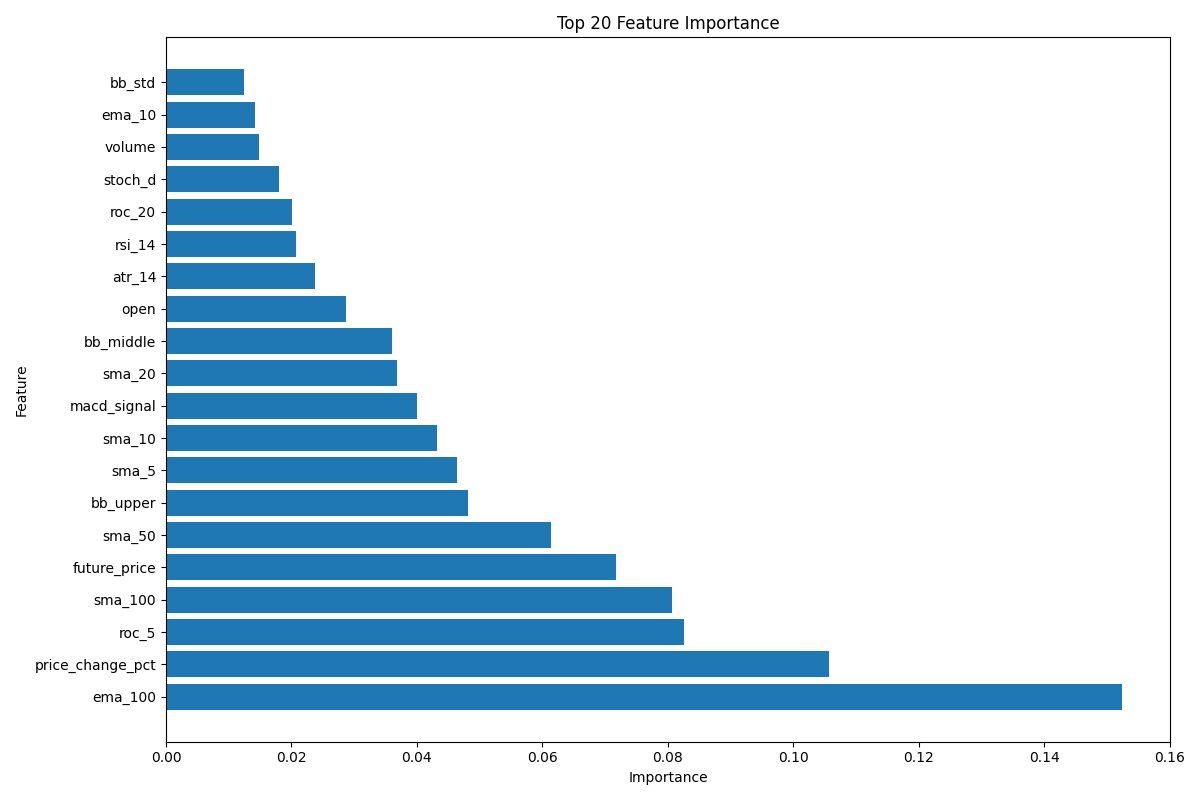 Top 20 Feature Importance
bb_std
ema_10
volume
stoch_d
roc_20
rsi_14
atr_14
open
bb_middle
sma_20
macd_signal
sma_10
sma_5
bb_upper
sma_50
future_price
sma_100
roc_5
price_change_pct
ema_100
Feature
0.00 0.02 0.04 0.06 0.08 0.10 0.12 0.14 0.16
Importance